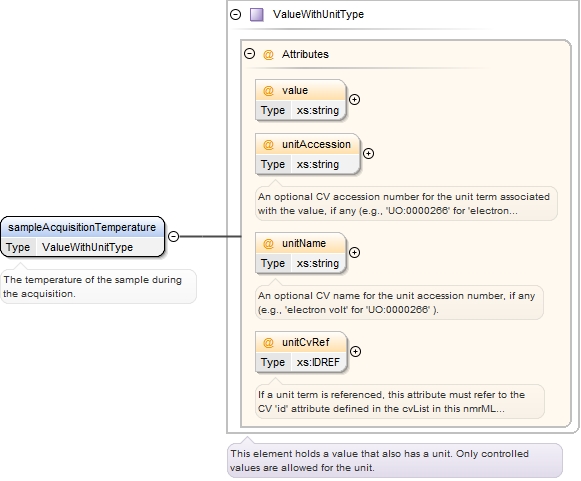 ValueWithUnitType
@ Attributes
@ value
Type xs:string
@ unitAccession
Type xs:string
An optional CV accession number for the unit term associated
with the value, if any (e.g., 'UO:0000266' for 'electron...
sampleAcquisitionTemperature
Type ValueWithUnitType
The temperature of the sample during
the acquisition.
@ unitName
Type xs:string
An optional CV name for the unit accession number, if any
(e.g., 'electron volt' for 'UO:0000266' ).
@ unitCvRef
Type xs:IDREF
If a unit term is referenced, this attribute must refer to the
CV 'id' attribute defined in the cvList in this nmrML...
This element holds a value that also has a unit. Only controlled
values are allowed for the unit.